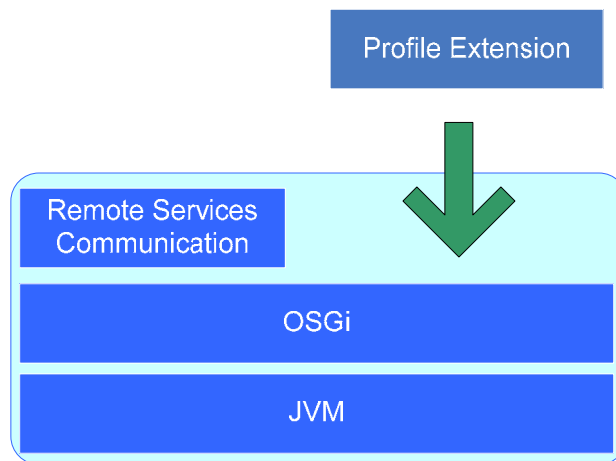 Profile Extension
Remote Services
Communication
OSGi
JVM